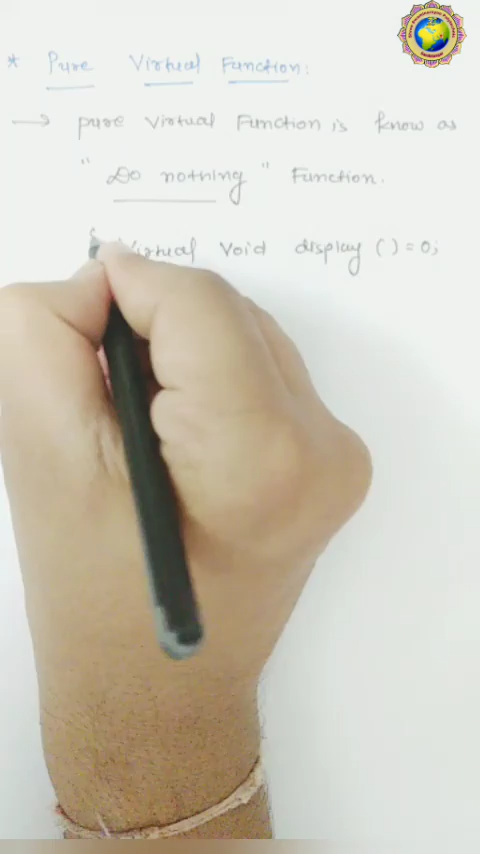 * Pure Virtual Function:
→ pure Virtual Function is know as
" Do nothing " Function.
Virtual Void display () = 0;